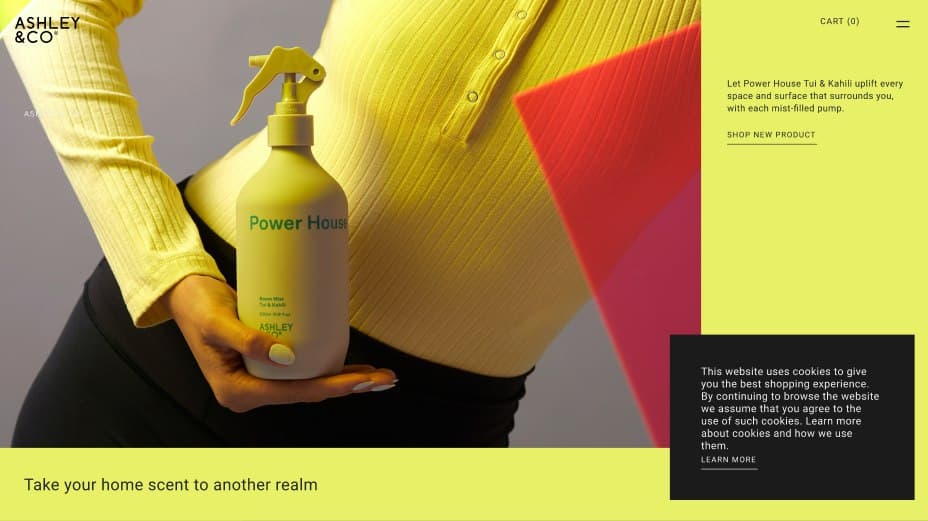 ASHLEY
&CO
CART (0)
Let Power House Tui & Kahili uplift every
space and surface that surrounds you,
with each mist-filled pump.
SHOP NEW PRODUCT
Power House
Room Mist
Tui & Kahili
ASHLEY
&CO
This website uses cookies to give
you the best shopping experience.
By continuing to browse the website
we assume that you agree to the
use of such cookies. Learn more
about cookies and how we use
them.
LEARN MORE
Take your home scent to another realm